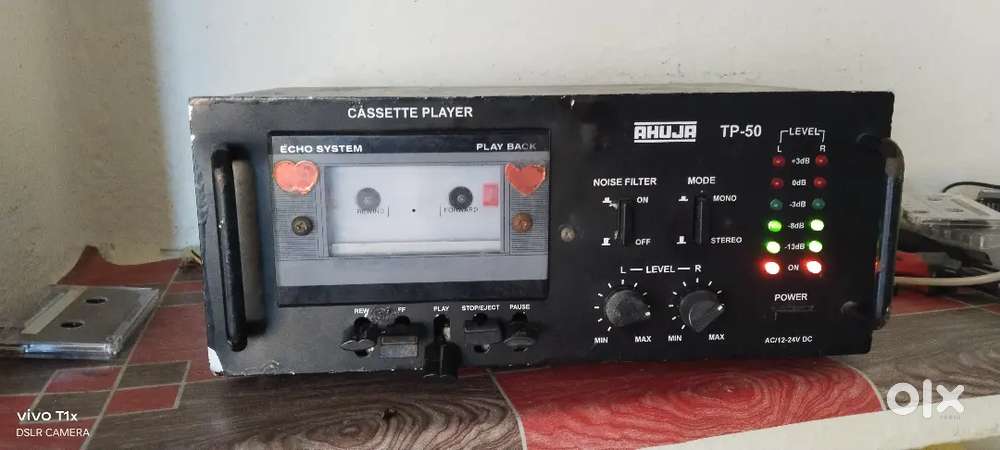 CASSETTE PLAYER
ECHO SYSTEM
PLAY BACK
REWIND
FORWARD
REW
FF
PLAY
STOP/EJECT
PAUSE
AHUJA
TP-50
NOISE FILTER
ON
OFF
MODE
MONO
STEREO
L — LEVEL — R
MIN
MAX
MIN
MAX
LEVEL
L
R
+3dB
0dB
-3dB
-8dB
-13dB
ON
POWER
AC/12-24V DC
vivo T1x
DSLR CAMERA
olx